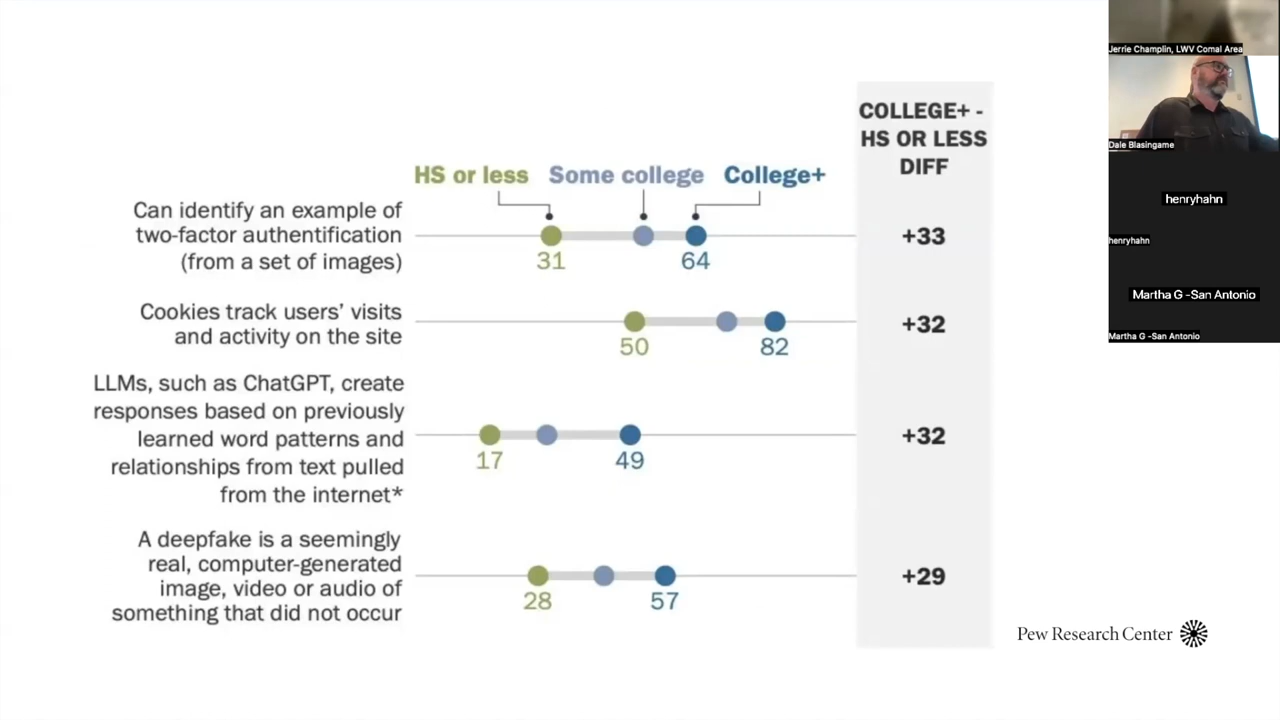 COLLEGE+ -
HS OR LESS
DIFF
HS or less Some college College+
Can identify an example of
two-factor authentification
(from a set of images)
31 64
+33
Cookies track users’ visits
and activity on the site
50 82
+32
LLMs, such as ChatGPT, create
responses based on previously
learned word patterns and
relationships from text pulled
from the internet*
17 49
+32
A deepfake is a seemingly
real, computer-generated
image, video or audio of
something that did not occur
28 57
+29
Pew Research Center
Jerrie Champlin, LWV Comal Area
Dale Blasingame
henryhahn
henryhahn
Martha G -San Antonio
Martha G -San Antonio